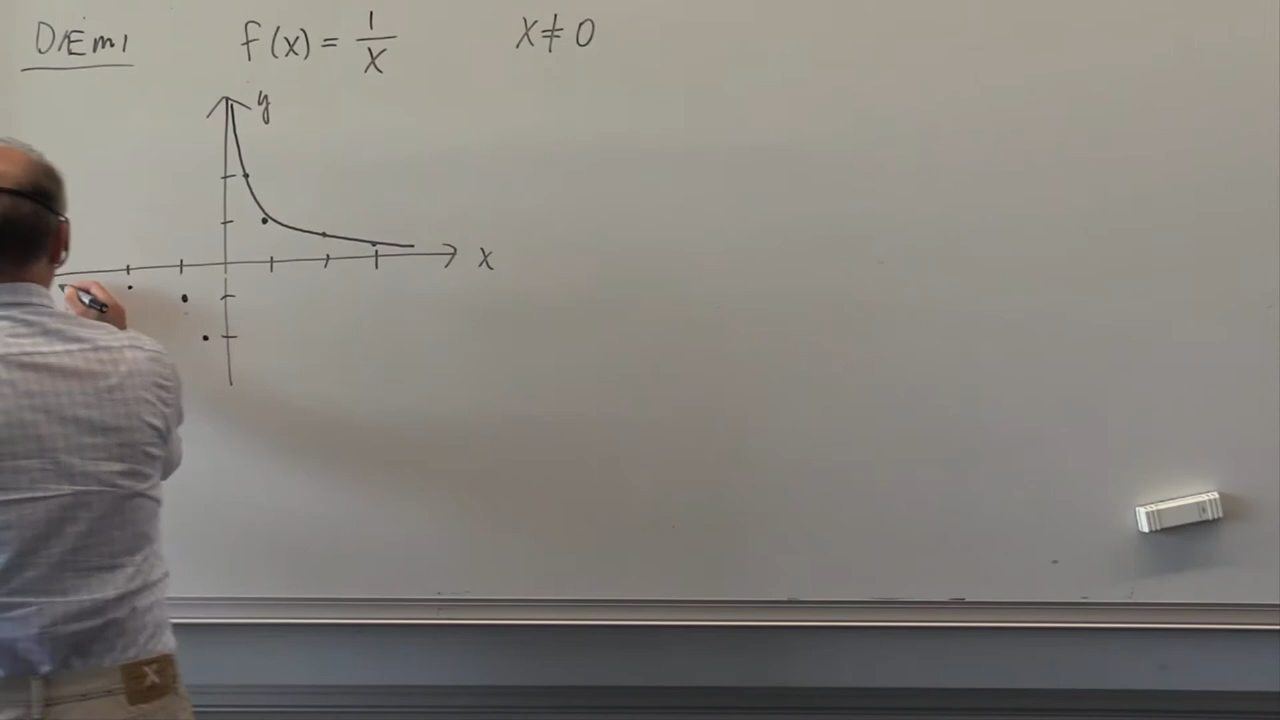 f(x) = 1/x
x ≠ 0
y
x